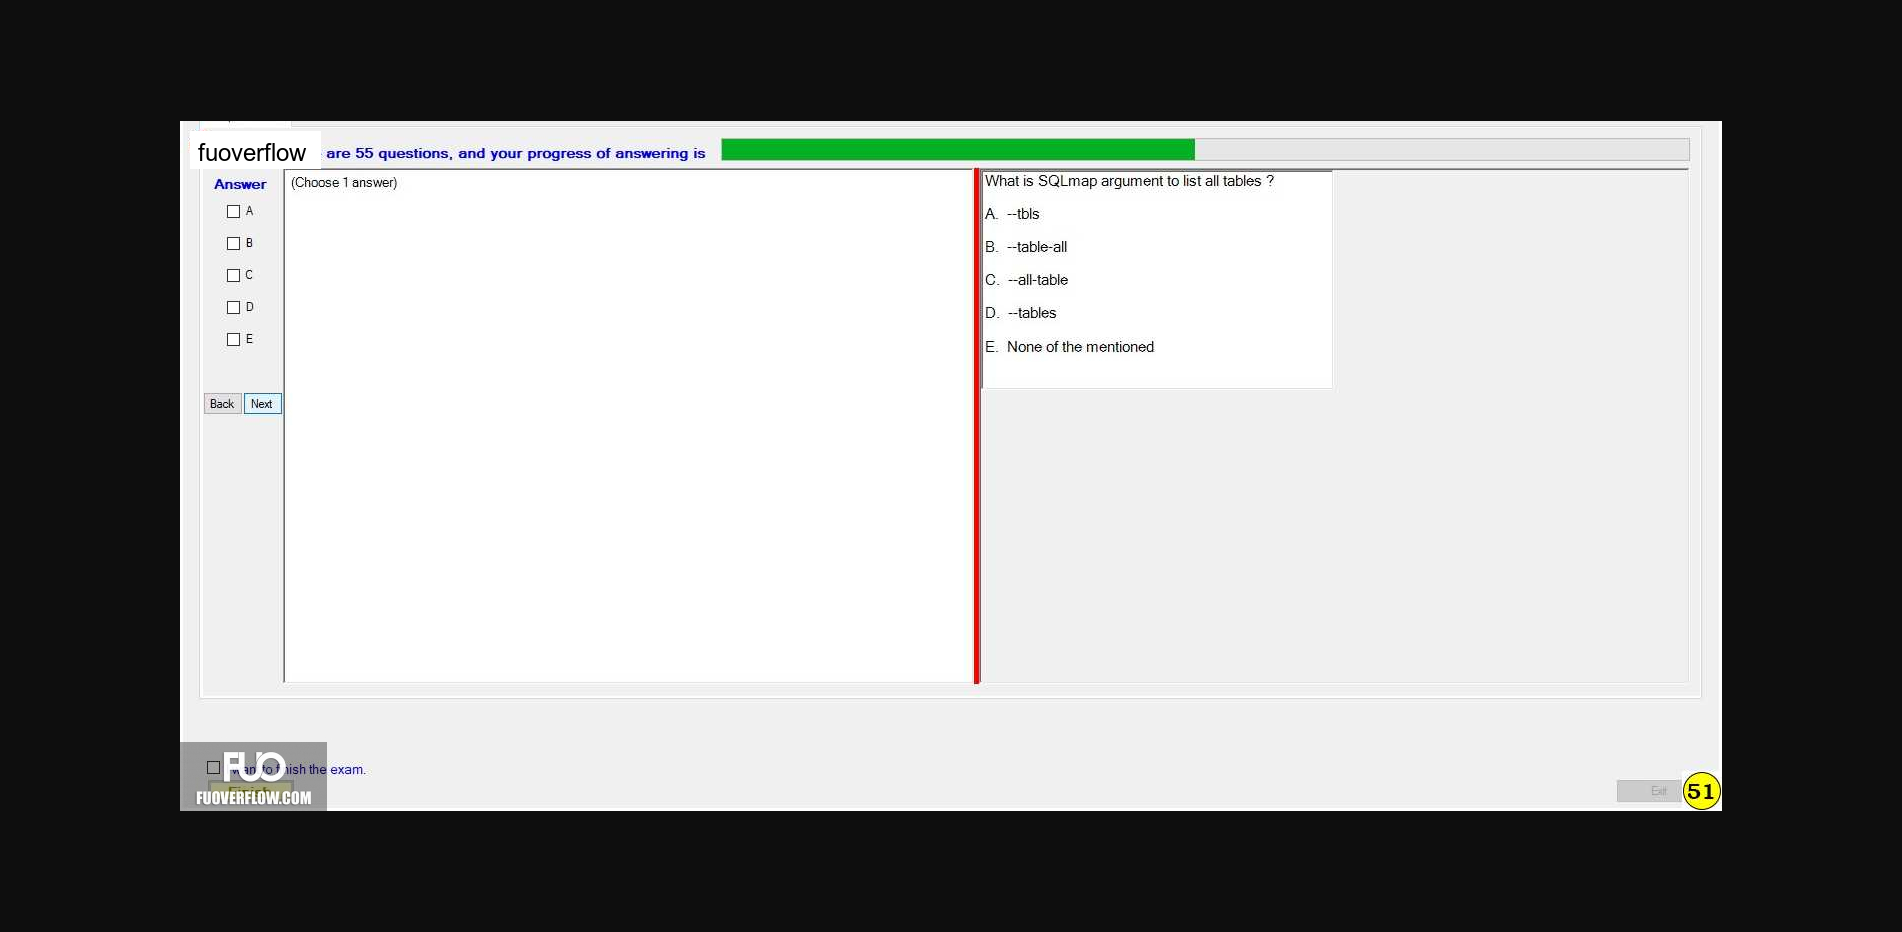 fuoverflow are 55 questions, and your progress of answering is
Answer
A
B
C
D
E
Back Next
(Choose 1 answer)
What is SQLmap argument to list all tables ?
A. --tbls
B. --table-all
C. --all-table
D. --tables
E. None of the mentioned
FUO
want to finish the exam.
Finish
FUOVERFLOW.COM
Exit
51